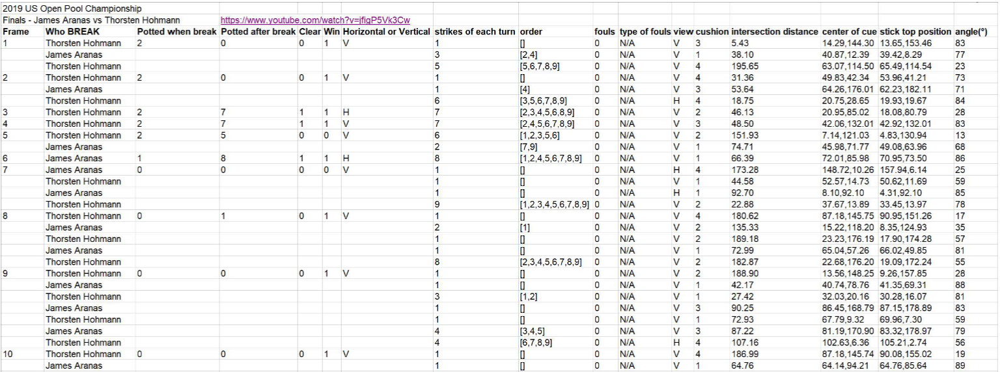 2019 US Open Pool Championship
Finals - James Aranas vs Thorsten Hohmann https://www.youtube.com/watch?v=jfigP5Vk3Cw
Frame Who BREAK Potted when break Potted after break Clear Win Horizontal or Vertical strikes of each turn order fouls type of fouls view cushion intersection distance center of cue stick top position angle(°)
1 Thorsten Hohmann 2 0 0 1 V 1 [] 0 N/A V 3 5.43 14.29,144.30 13.65,153.46 83
James Aranas 3 [2,4] 0 N/A V 1 38.10 40.87,12.39 39.42,8.29 77
Thorsten Hohmann 5 [5,6,7,8,9] 0 N/A V 4 195.65 63.07,114.50 65.49,114.54 23
2 Thorsten Hohmann 2 0 0 1 V 1 [] 0 N/A V 4 31.36 49.83,42.34 53.96,41.21 73
James Aranas 1 [4] 0 N/A V 3 53.64 64.26,176.01 62.23,182.11 71
Thorsten Hohmann 6 [3,5,6,7,8,9] 0 N/A H 4 18.75 20.75,28.65 19.93,19.67 84
3 Thorsten Hohmann 2 7 1 1 H 7 [2,3,4,5,6,8,9] 0 N/A V 2 46.13 20.95,85.02 18.08,80.79 28
4 Thorsten Hohmann 2 7 1 1 V 7 [2,4,5,6,7,8,9] 0 N/A V 3 48.50 42.06,132.01 42.92,132.01 83
5 Thorsten Hohmann 2 5 0 0 V 6 [1,2,3,5,6] 0 N/A V 2 151.93 7.14,121.03 4.83,130.94 13
James Aranas 2 [7,9] 0 N/A V 1 74.71 45.98,71.77 49.08,63.96 68
6 James Aranas 1 8 1 1 H 8 [1,2,4,5,6,7,8,9] 0 N/A V 1 66.39 72.01,85.98 70.95,73.50 86
7 James Aranas 0 0 0 0 V 1 [] 0 N/A H 4 173.28 148.72,10.26 157.94,6.14 25
Thorsten Hohmann 1 [] 0 N/A V 1 44.58 52.57,14.73 50.62,11.69 59
James Aranas 1 [] 0 N/A H 1 92.70 8.10,92.10 4.31,92.10 85
Thorsten Hohmann 9 [1,2,3,4,5,6,7,8,9] 0 N/A V 2 22.88 37.67,13.89 33.45,13.97 78
8 Thorsten Hohmann 0 1 0 1 V 1 [] 0 N/A V 4 180.62 87.18,145.75 90.95,151.26 17
James Aranas 2 [1] 0 N/A V 2 135.33 15.22,118.20 8.35,124.93 35
Thorsten Hohmann 1 [] 0 N/A V 2 189.18 23.23,176.19 17.90,174.28 57
James Aranas 1 [] 0 N/A V 1 72.99 65.04,57.26 66.02,49.85 81
Thorsten Hohmann 8 [2,3,4,5,6,7,8,9] 0 N/A V 2 182.87 22.68,176.20 19.09,172.24 55
9 Thorsten Hohmann 0 0 0 1 V 1 [] 0 N/A V 2 188.90 13.56,148.25 9.26,157.85 28
James Aranas 1 [] 0 N/A V 1 42.17 40.74,78.76 41.35,69.31 88
Thorsten Hohmann 3 [1,2] 0 N/A V 1 27.42 32.03,20.16 30.28,16.07 81
James Aranas 1 [] 0 N/A V 3 90.25 86.45,168.79 87.15,178.89 83
Thorsten Hohmann 1 [] 0 N/A V 1 72.93 67.79,9.32 69.96,7.30 59
James Aranas 4 [3,4,5] 0 N/A V 3 87.22 81.19,170.90 83.32,178.97 79
Thorsten Hohmann 4 [6,7,8,9] 0 N/A H 4 107.16 102.63,6.36 105.21,2.74 56
10 Thorsten Hohmann 0 0 0 1 V 1 [] 0 N/A V 4 186.99 87.18,145.74 90.08,155.02 19
James Aranas 1 [] 0 N/A V 1 64.76 64.14,94.21 64.76,85.64 89